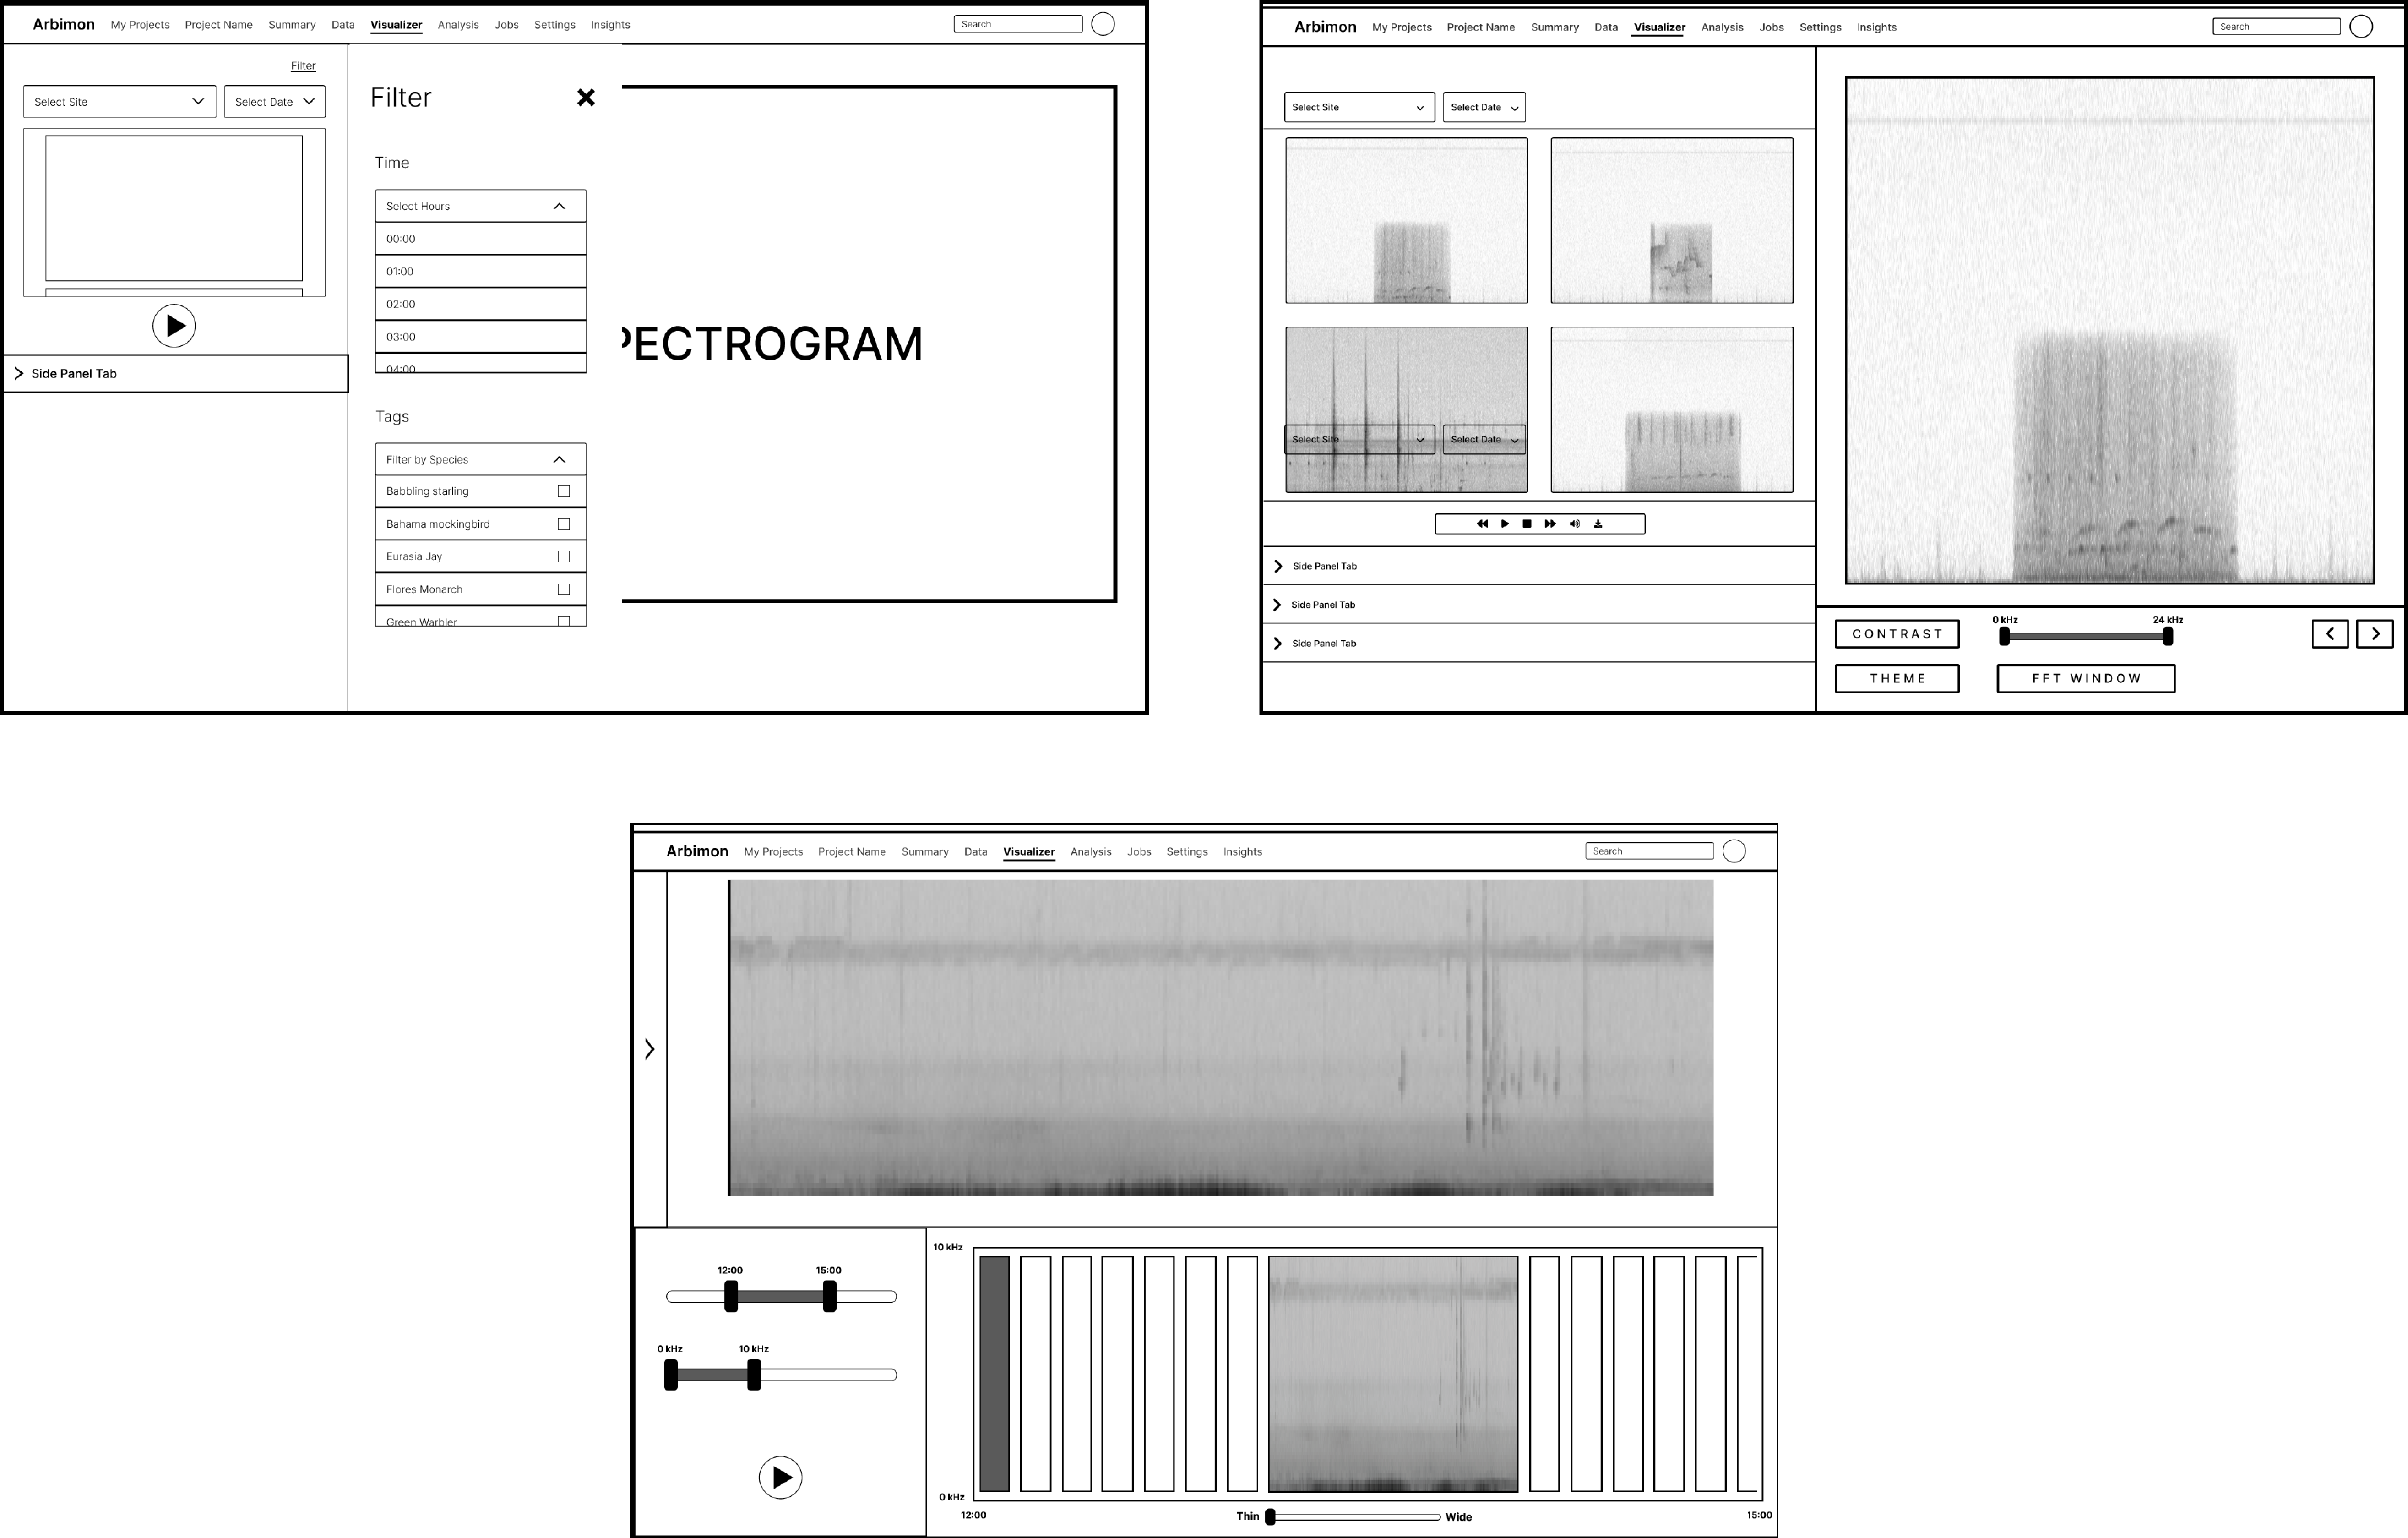 Arbimon My Projects Project Name Summary Data Visualizer Analysis Jobs Settings Insights Search
Filter
Select Site Select Date
Side Panel Tab
Filter
Time
Select Hours
00:00
01:00
02:00
03:00
04:00
Tags
Filter by Species
Babbling starling
Bahama mockingbird
Eurasia Jay
Flores Monarch
Green Warbler
PECTROGRAM
Arbimon My Projects Project Name Summary Data Visualizer Analysis Jobs Settings Insights Search
Select Site Select Date
Select Site Select Date
Side Panel Tab
Side Panel Tab
Side Panel Tab
0 kHz 24 kHz
CONTRAST
THEME FFT WINDOW
Arbimon My Projects Project Name Summary Data Visualizer Analysis Jobs Settings Insights Search
12:00 15:00
0 kHz 10 kHz
10 kHz
0 kHz
12:00 Thin Wide 15:00